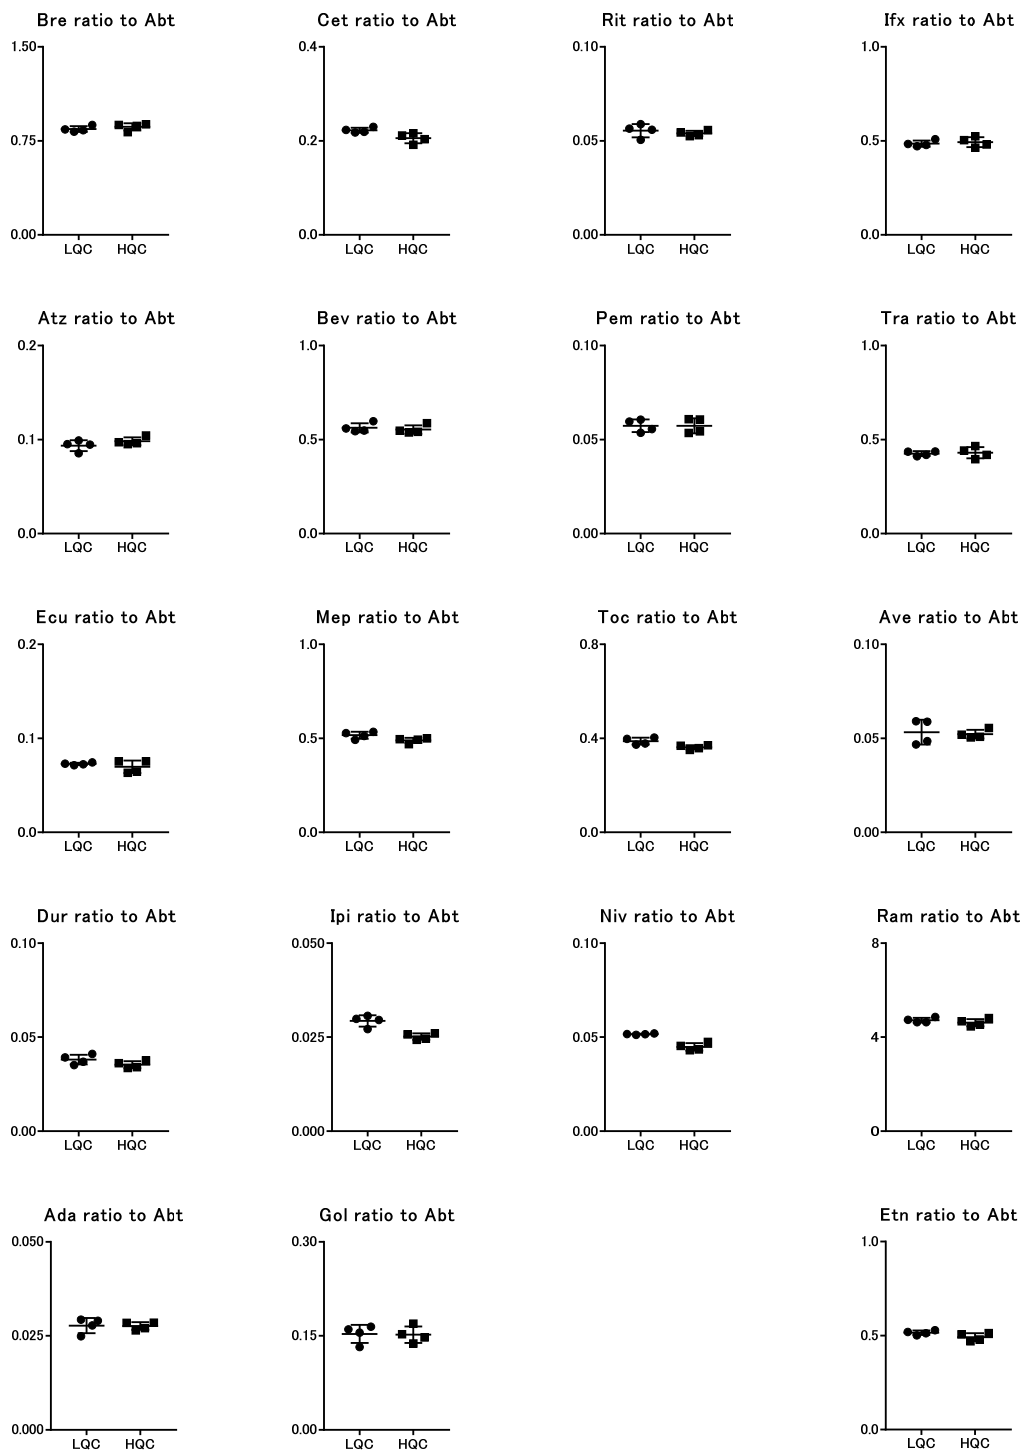 Bre ratio to Abt
1.50
0.75
0.00
LQC HQC
Cet ratio to Abt
0.4
0.2
0.0
LQC HQC
Rit ratio to Abt
0.10
0.05
0.00
LQC HQC
Ifx ratio to Abt
1.0
0.5
0.0
LQC HQC
Atz ratio to Abt
0.2
0.1
0.0
LQC HQC
Bev ratio to Abt
1.0
0.5
0.0
LQC HQC
Pem ratio to Abt
0.10
0.05
0.00
LQC HQC
Tra ratio to Abt
1.0
0.5
0.0
LQC HQC
Ecu ratio to Abt
0.2
0.1
0.0
LQC HQC
Mep ratio to Abt
1.0
0.5
0.0
LQC HQC
Toc ratio to Abt
0.8
0.4
0.0
LQC HQC
Ave ratio to Abt
0.10
0.05
0.00
LQC HQC
Dur ratio to Abt
0.10
0.05
0.00
LQC HQC
Ipi ratio to Abt
0.050
0.025
0.000
LQC HQC
Niv ratio to Abt
0.10
0.05
0.00
LQC HQC
Ram ratio to Abt
8
4
0
LQC HQC
Ada ratio to Abt
0.050
0.025
0.000
LQC HQC
Gol ratio to Abt
0.30
0.15
0.00
LQC HQC
Etn ratio to Abt
1.0
0.5
0.0
LQC HQC